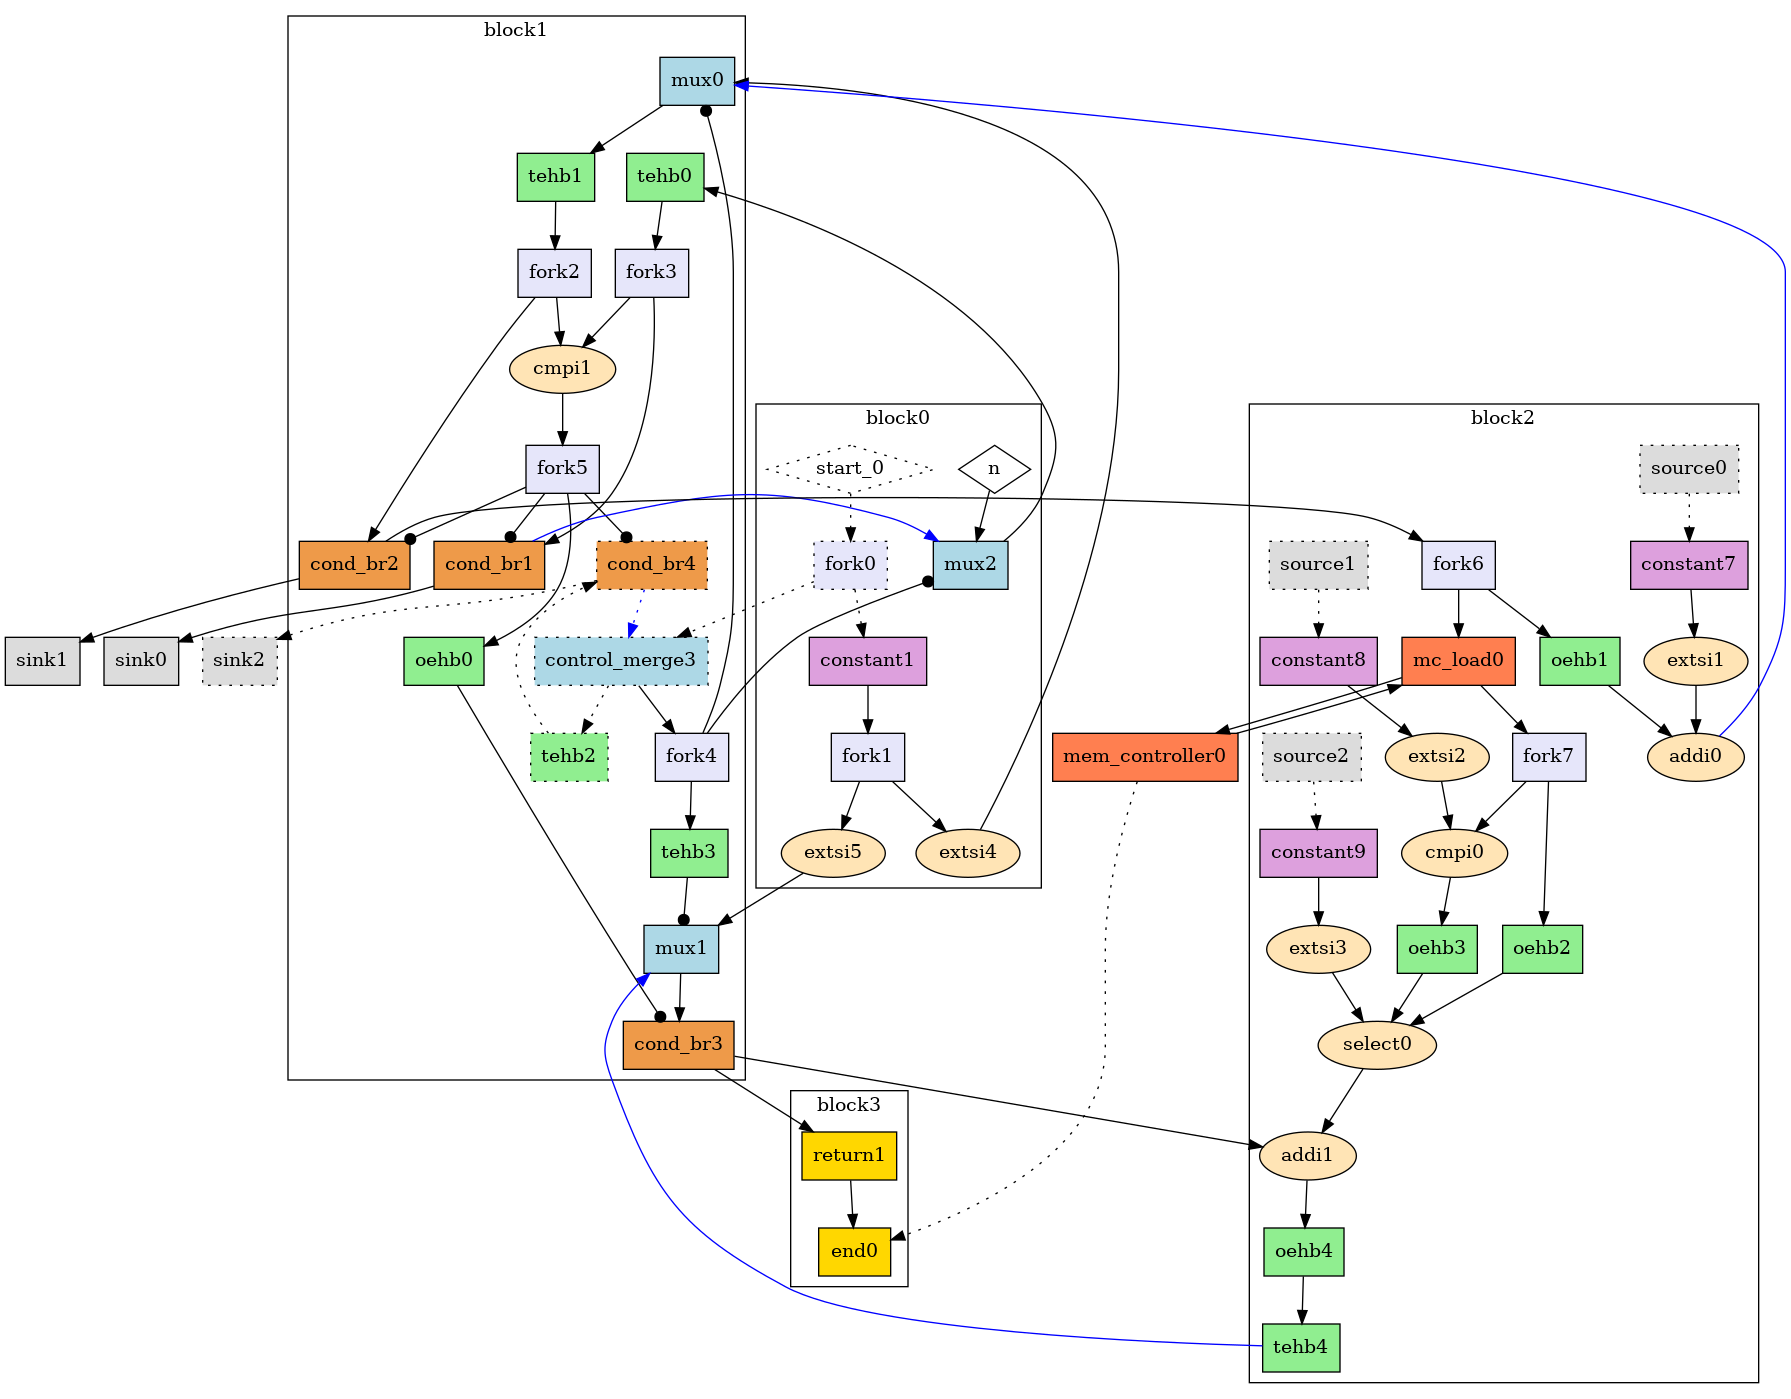 block1
mux0
tehb1
tehb0
fork2
fork3
cmpi1
fork5
cond_br2
cond_br1
cond_br4
sink1
sink0
sink2
oehb0
control_merge3
tehb2
fork4
tehb3
mux1
cond_br3
block0
start_0
n
fork0
mux2
constant1
fork1
extsi5
extsi4
mem_controller0
block3
return1
end0
block2
source0
source1
fork6
constant7
constant8
mc_load0
oehb1
extsi1
source2
extsi2
fork7
addi0
constant9
cmpi0
extsi3
oehb3
oehb2
select0
addi1
oehb4
tehb4